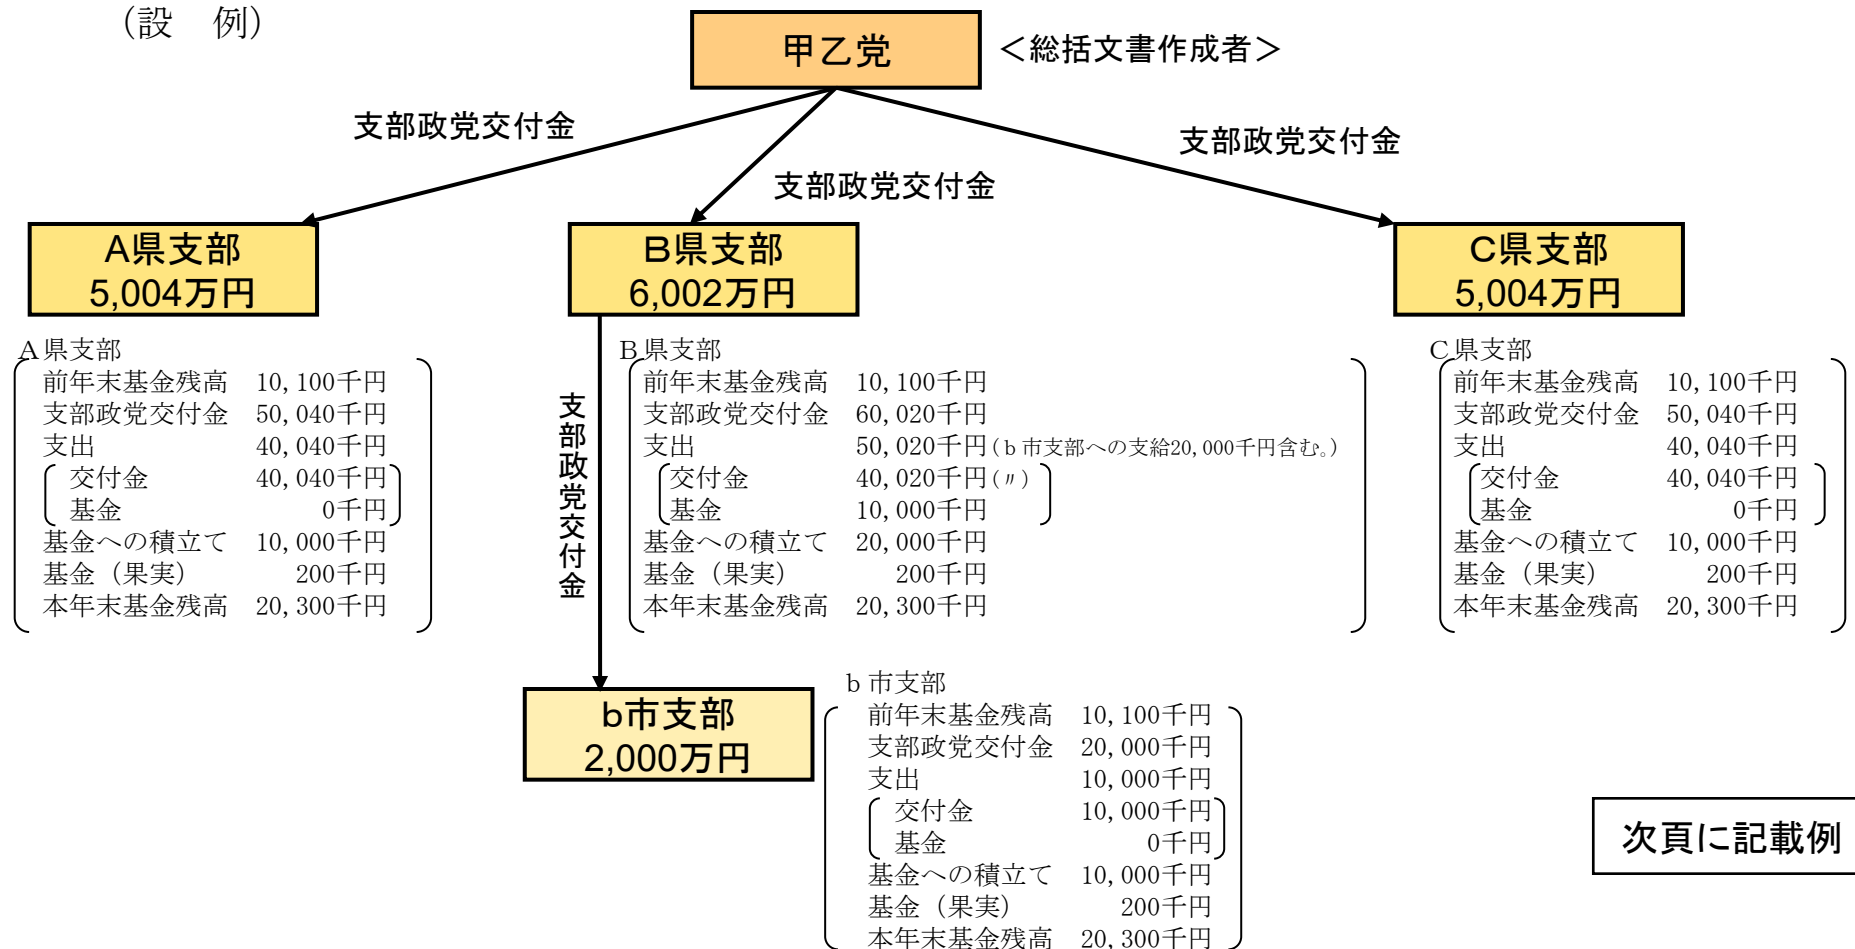 （設　例）
甲乙党
＜総括文書作成者＞
支部政党交付金
支部政党交付金
支部政党交付金
A県支部
5,004万円
B県支部
6,002万円
C県支部
5,004万円
A県支部
前年末基金残高　10,100千円
支部政党交付金　50,040千円
支出　40,040千円
交付金　40,040千円
基金　0千円
基金への積立て　10,000千円
基金（果実）　200千円
本年末基金残高　20,300千円
支部政党交付金
B県支部
前年末基金残高　10,100千円
支部政党交付金　60,020千円
支出　50,020千円（b市支部への支給20,000千円含む。）
交付金　40,020千円（〃）
基金　10,000千円
基金への積立て　20,000千円
基金（果実）　200千円
本年末基金残高　20,300千円
C県支部
前年末基金残高　10,100千円
支部政党交付金　50,040千円
支出　40,040千円
交付金　40,040千円
基金　0千円
基金への積立て　10,000千円
基金（果実）　200千円
本年末基金残高　20,300千円
b市支部
2,000万円
b市支部
前年末基金残高　10,100千円
支部政党交付金　20,000千円
支出　10,000千円
交付金　10,000千円
基金　0千円
基金への積立て　10,000千円
基金（果実）　200千円
本年末基金残高　20,300千円
次頁に記載例